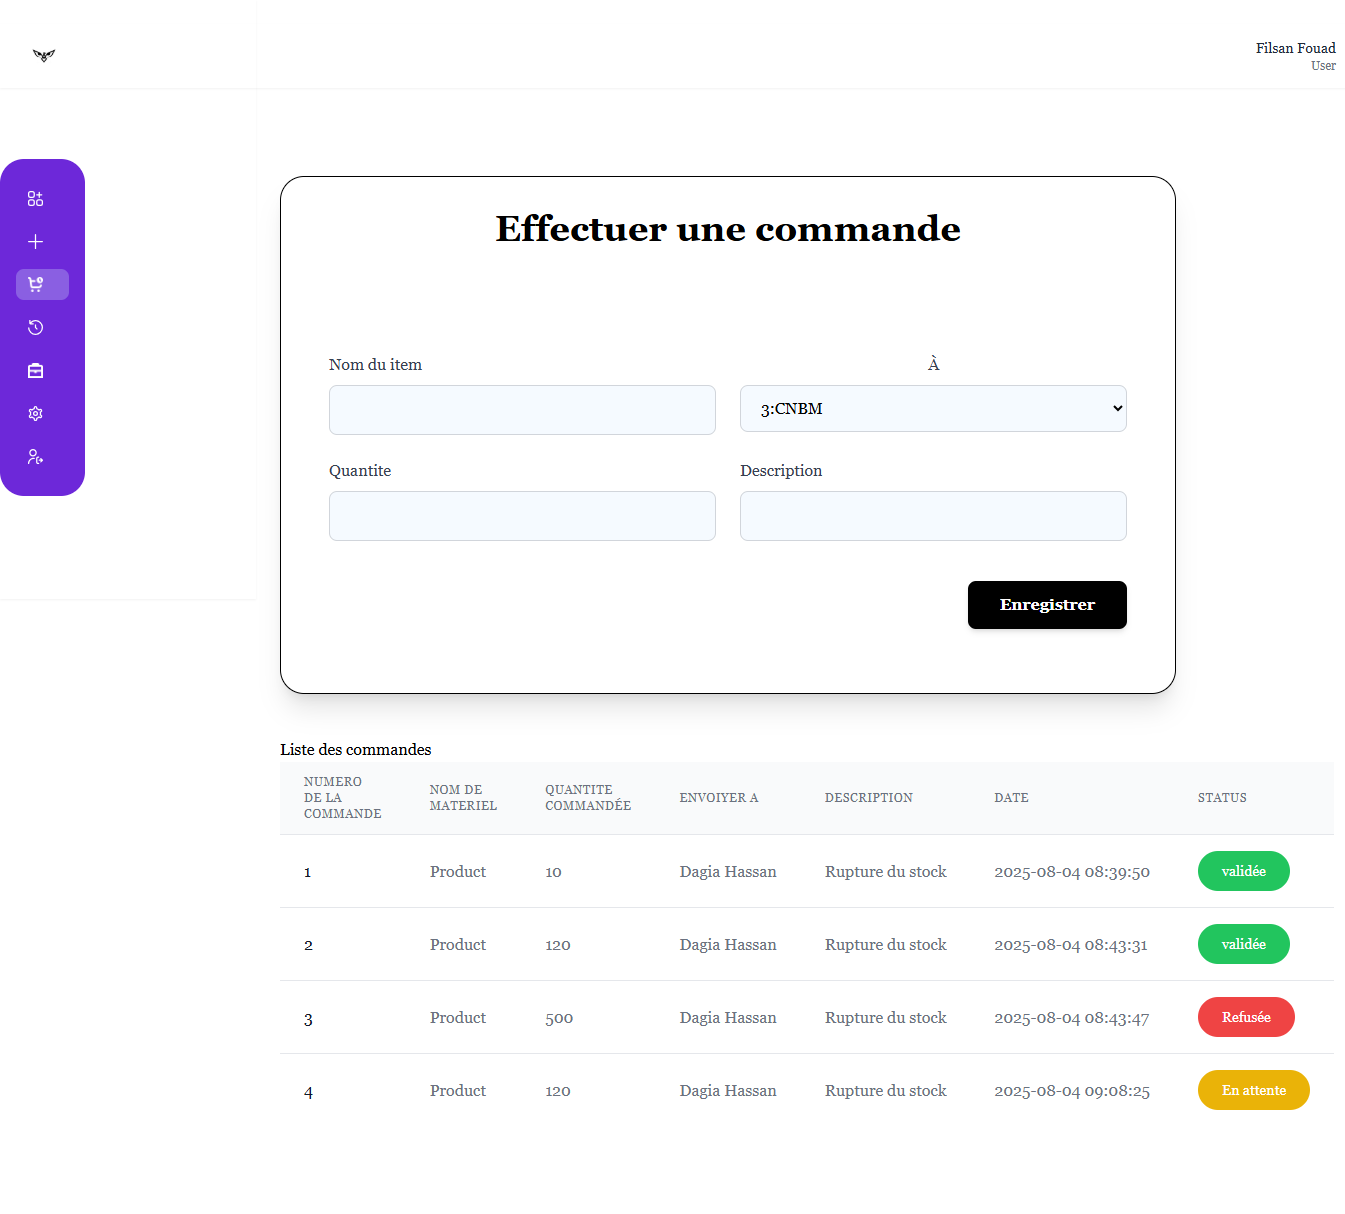 Filsan Fouad
User
Effectuer une commande
Nom du item
À
3:CNBM
Quantite
Description
Enregistrer
Liste des commandes
NUMERO DE LA COMMANDE NOM DE MATERIEL QUANTITE COMMANDÉE ENVOIYER A DESCRIPTION DATE STATUS
1 Product 10 Dagia Hassan Rupture du stock 2025-08-04 08:39:50 validée
2 Product 120 Dagia Hassan Rupture du stock 2025-08-04 08:43:31 validée
3 Product 500 Dagia Hassan Rupture du stock 2025-08-04 08:43:47 Refusée
4 Product 120 Dagia Hassan Rupture du stock 2025-08-04 09:08:25 En attente